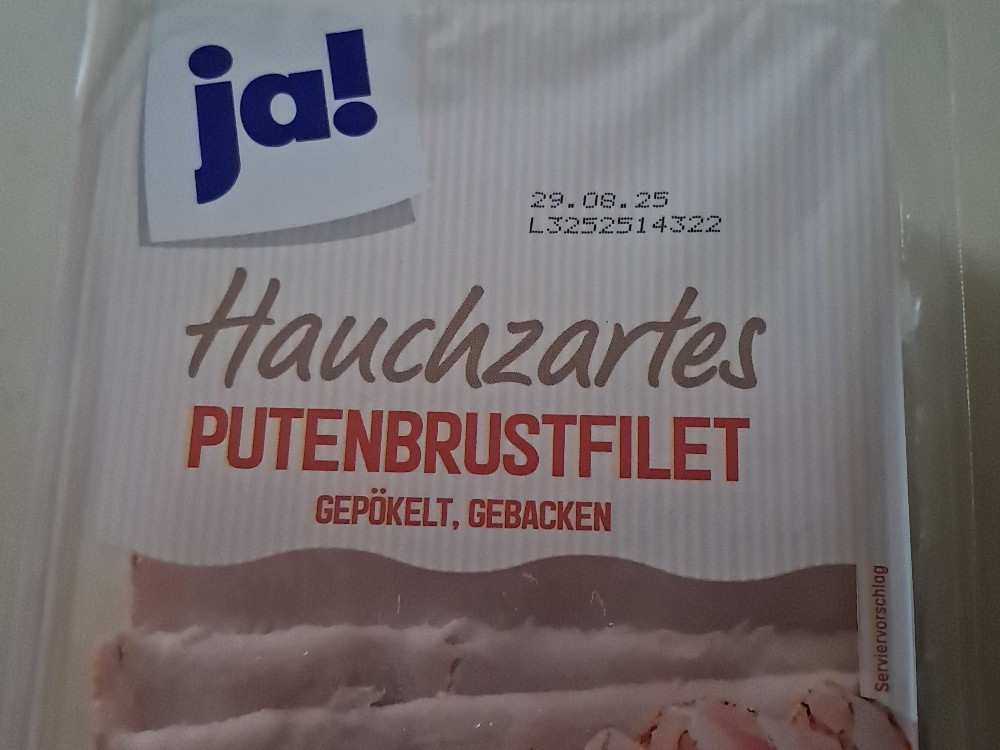 ja!
29.08.25
L3252514322
Hauchzartes
PUTENBRUSTFILET
GEPÖKELT, GEBACKEN
Serviervorschlag